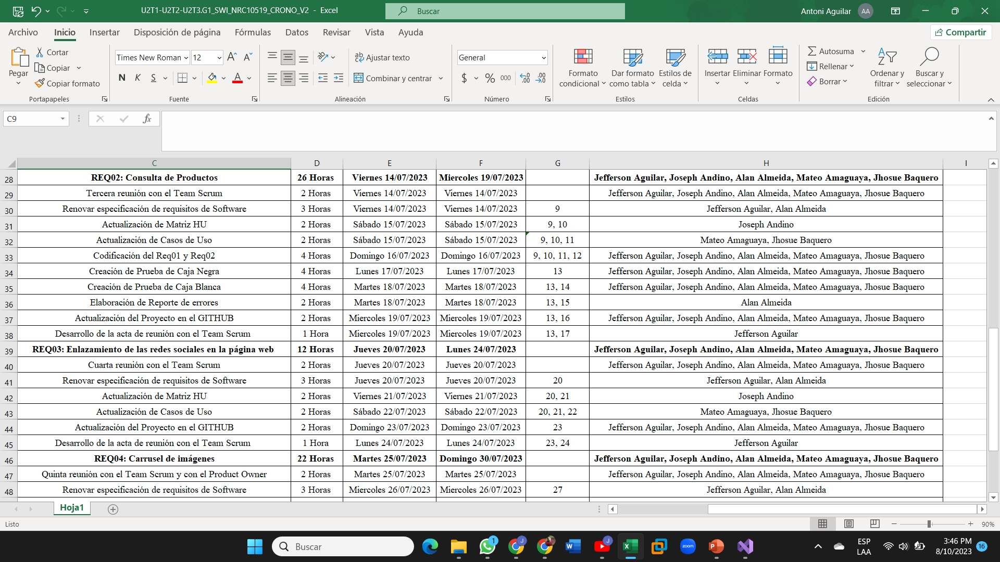 U2T1-U2T2-U2T3.G1_SWI_NRC10519_CRONO_V2 - Excel
Buscar
Antoni Aguilar AA
Archivo Inicio Insertar Disposición de página Fórmulas Datos Revisar Vista Ayuda Compartir
Pegar Cortar Copiar Copiar formato
Portapapeles
Times New Roman 12 A A
N K S A
Fuente
ab Ajustar texto
Combinar y centrar
Alineación
General
$ % 000
Número
Formato condicional Dar formato como tabla Estilos de celda
Estilos
Insertar Eliminar Formato
Celdas
Autosuma Rellenar Borrar
Ordenar y filtrar Buscar y seleccionar
Edición
C9 fx
C D E F G H I
28 REQ02: Consulta de Productos 26 Horas Viernes 14/07/2023 Miercoles 19/07/2023 Jefferson Aguilar, Joseph Andino, Alan Almeida, Mateo Amaguaya, Jhosue Baquero
29 Tercera reunión con el Team Scrum 2 Horas Viernes 14/07/2023 Viernes 14/07/2023 Jefferson Aguilar, Joseph Andino, Alan Almeida, Mateo Amaguaya, Jhosue Baquero
30 Renovar especificación de requisitos de Software 3 Horas Viernes 14/07/2023 Viernes 14/07/2023 9 Jefferson Aguilar, Alan Almeida
31 Actualización de Matriz HU 2 Horas Sábado 15/07/2023 Sábado 15/07/2023 9, 10 Joseph Andino
32 Actualización de Casos de Uso 2 Horas Sábado 15/07/2023 Sábado 15/07/2023 9, 10, 11 Mateo Amaguaya, Jhosue Baquero
33 Codificación del Req01 y Req02 4 Horas Domingo 16/07/2023 Domingo 16/07/2023 9, 10, 11, 12 Jefferson Aguilar, Joseph Andino, Alan Almeida, Mateo Amaguaya, Jhosue Baquero
34 Creación de Prueba de Caja Negra 4 Horas Lunes 17/07/2023 Lunes 17/07/2023 13 Jefferson Aguilar, Joseph Andino, Alan Almeida, Mateo Amaguaya, Jhosue Baquero
35 Creación de Prueba de Caja Blanca 4 Horas Martes 18/07/2023 Martes 18/07/2023 13, 14 Jefferson Aguilar, Joseph Andino, Alan Almeida, Mateo Amaguaya, Jhosue Baquero
36 Elaboración de Reporte de errores 2 Horas Martes 18/07/2023 Martes 18/07/2023 13, 15 Alan Almeida
37 Actualización del Proyecto en el GITHUB 2 Horas Miercoles 19/07/2023 Miercoles 19/07/2023 13, 16 Jefferson Aguilar, Joseph Andino, Alan Almeida, Mateo Amaguaya, Jhosue Baquero
38 Desarrollo de la acta de reunión con el Team Scrum 1 Hora Miercoles 19/07/2023 Miercoles 19/07/2023 13, 17 Jefferson Aguilar
39 REQ03: Enlazamiento de las redes sociales en la página web 12 Horas Jueves 20/07/2023 Lunes 24/07/2023 Jefferson Aguilar, Joseph Andino, Alan Almeida, Mateo Amaguaya, Jhosue Baquero
40 Cuarta reunión con el Team Scrum 2 Horas Jueves 20/07/2023 Jueves 20/07/2023 Jefferson Aguilar, Joseph Andino, Alan Almeida, Mateo Amaguaya, Jhosue Baquero
41 Renovar especificación de requisitos de Software 3 Horas Jueves 20/07/2023 Jueves 20/07/2023 20 Jefferson Aguilar, Alan Almeida
42 Actualización de Matriz HU 2 Horas Viernes 21/07/2023 Viernes 21/07/2023 20, 21 Joseph Andino
43 Actualización de Casos de Uso 2 Horas Sábado 22/07/2023 Sábado 22/07/2023 20, 21, 22 Mateo Amaguaya, Jhosue Baquero
44 Actualización del Proyecto en el GITHUB 2 Horas Domingo 23/07/2023 Domingo 23/07/2023 23 Jefferson Aguilar, Joseph Andino, Alan Almeida, Mateo Amaguaya, Jhosue Baquero
45 Desarrollo de la acta de reunión con el Team Scrum 1 Hora Lunes 24/07/2023 Lunes 24/07/2023 23, 24 Jefferson Aguilar
46 REQ04: Carrusel de imágenes 22 Horas Martes 25/07/2023 Domingo 30/07/2023 Jefferson Aguilar, Joseph Andino, Alan Almeida, Mateo Amaguaya, Jhosue Baquero
47 Quinta reunión con el Team Scrum y con el Product Owner 2 Horas Martes 25/07/2023 Martes 25/07/2023 Jefferson Aguilar, Joseph Andino, Alan Almeida, Mateo Amaguaya, Jhosue Baquero
48 Renovar especificación de requisitos de Software 3 Horas Miercoles 26/07/2023 Miercoles 26/07/2023 27 Jefferson Aguilar, Alan Almeida
Hoja1
Listo 90%
Buscar
1 J W J X zoom P
ESP LAA
3:46 PM
8/10/2023 16